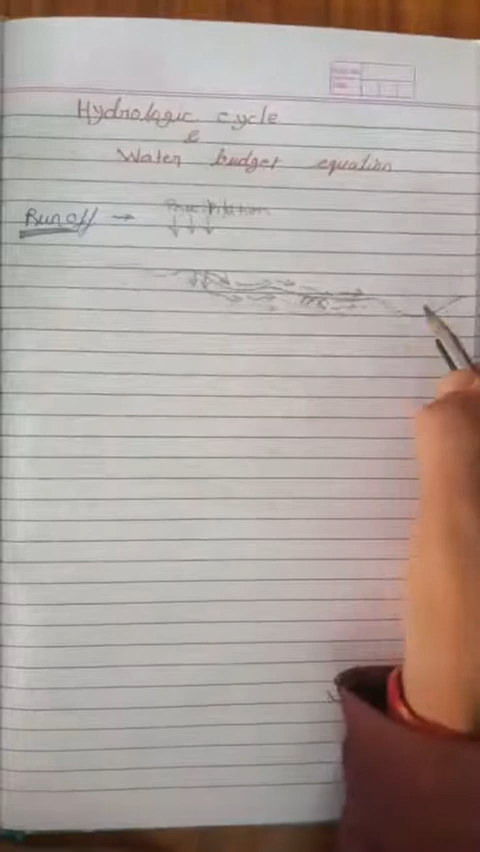 Hydrologic cycle
e
Water budget equation
Precipitation
Runoff →